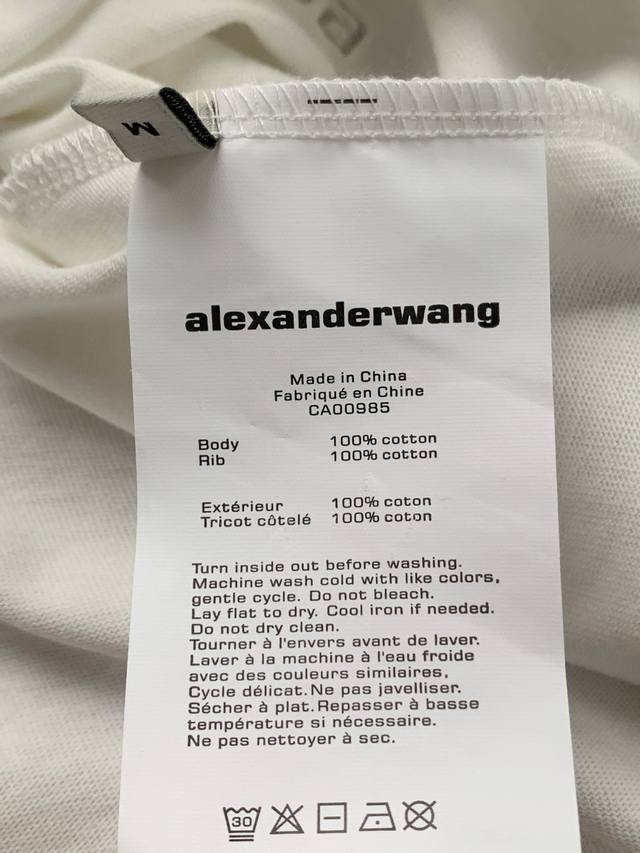 M
alexanderwang
Made in China
Fabriqué en Chine
CA00985
Body 100% cotton
Rib 100% cotton
Extérieur 100% coton
Tricot côtelé 100% coton
Turn inside out before washing.
Machine wash cold with like colors,
gentle cycle. Do not bleach.
Lay flat to dry. Cool iron if needed.
Do not dry clean.
Tourner à l'envers avant de laver.
Laver à la machine à l'eau froide
avec des couleurs similaires,
Cycle délicat. Ne pas javelliser.
Sécher à plat. Repasser à basse
température si nécessaire.
Ne pas nettoyer à sec.
30